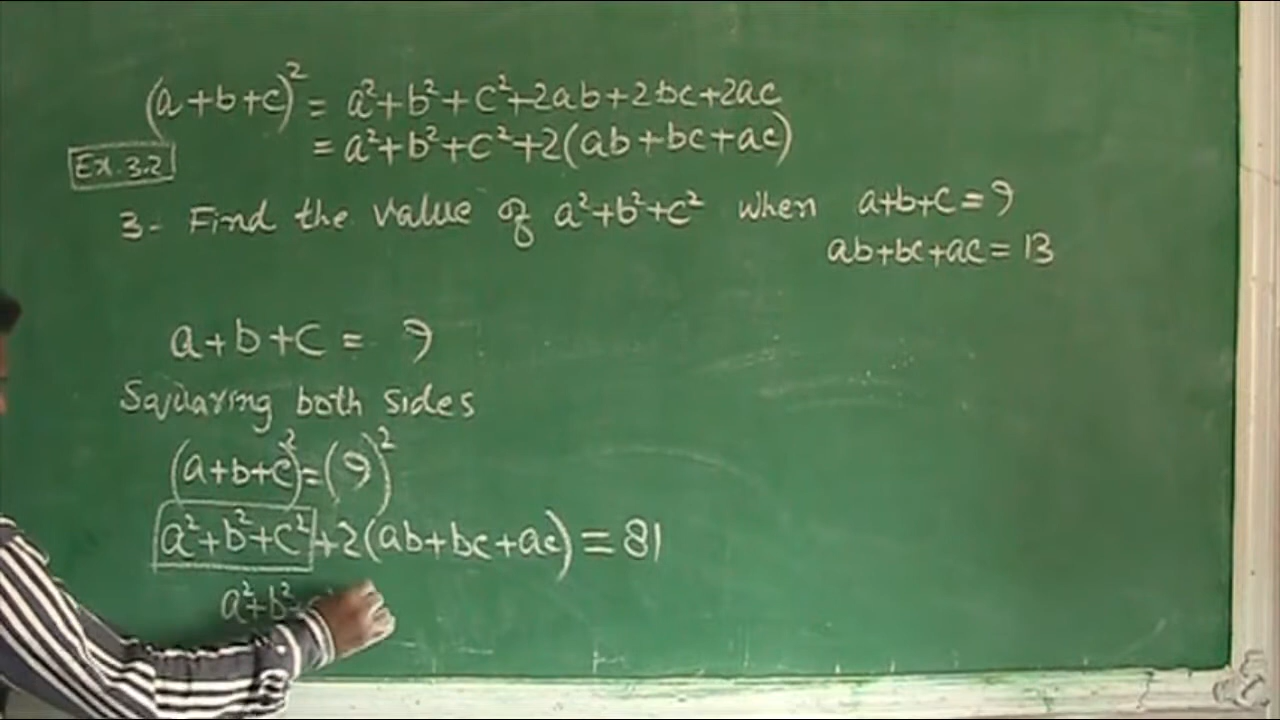 (a+b+c)² = a²+b²+c²+2ab+2bc+2ac
= a²+b²+c²+2(ab+bc+ac)
Ex. 3.2
3- Find the value of a²+b²+c² when a+b+c=9
ab+bc+ac=13
a+b+c = 9
Squaring both sides
(a+b+c)²=(9)²
a²+b²+c²+2(ab+bc+ac)=81
a²+b²